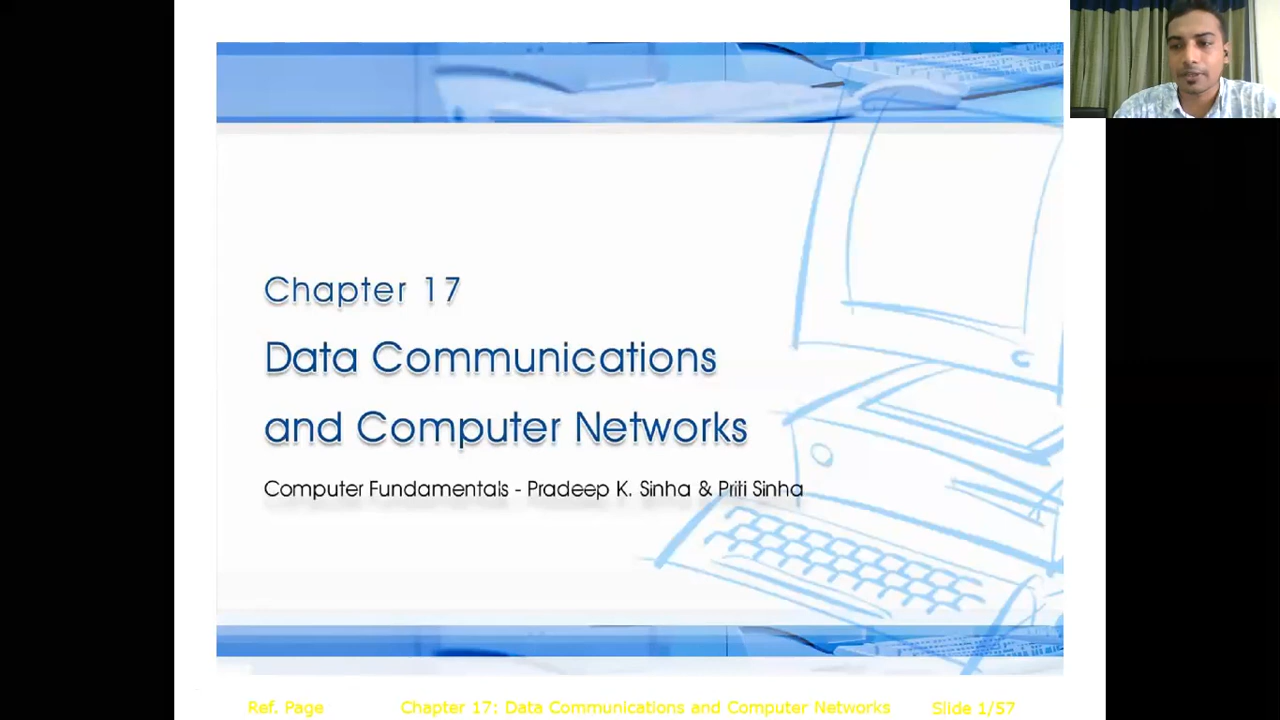 Chapter 17
Data Communications
and Computer Networks
Computer Fundamentals - Pradeep K. Sinha & Priti Sinha
Ref. Page Chapter 17: Data Communications and Computer Networks Slide 1/57